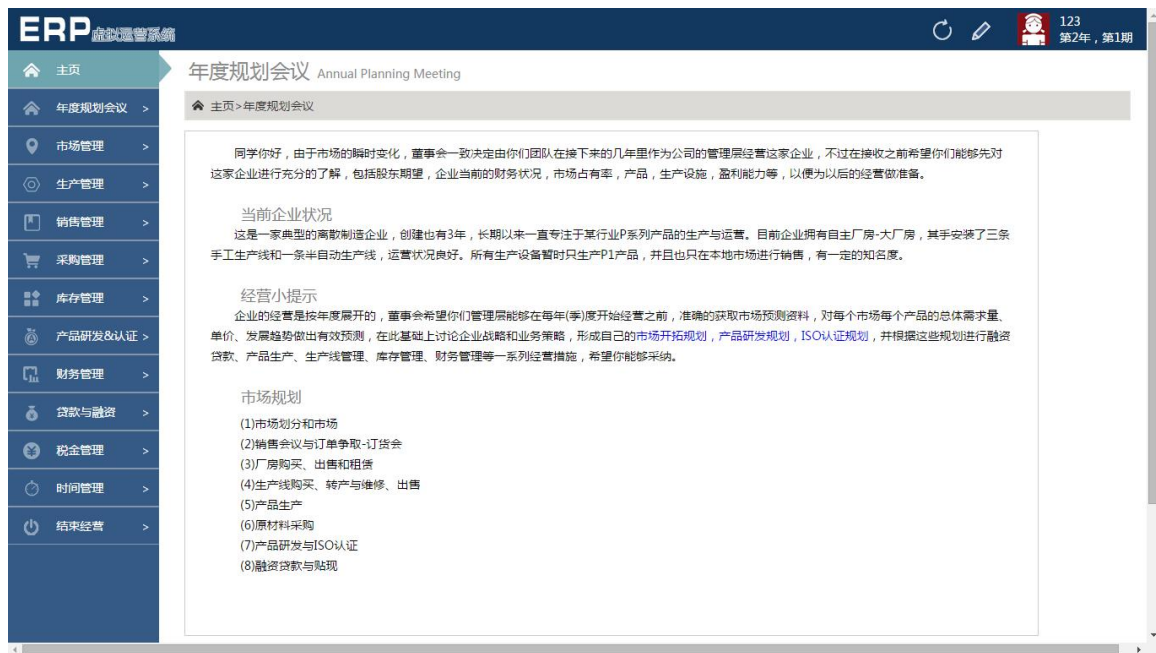 ERP虚拟运营系统
123
第2年，第1期
主页
年度规划会议 >
市场管理 >
生产管理 >
销售管理 >
采购管理 >
库存管理 >
产品研发&认证 >
财务管理 >
贷款与融资 >
税金管理 >
时间管理 >
结束经营 >
年度规划会议 Annual Planning Meeting
主页>年度规划会议
同学你好，由于市场的瞬时变化，董事会一致决定由你们团队在接下来的几年里作为公司的管理层经营这家企业，不过在接收之前希望你们能够先对
这家企业进行充分的了解，包括股东期望，企业当前的财务状况，市场占有率，产品，生产设施，盈利能力等，以便为以后的经营做准备。
当前企业状况
这是一家典型的离散制造企业，创建也有3年，长期以来一直专注于某行业P系列产品的生产与运营。目前企业拥有自主厂房-大厂房，其手安装了三条
手工生产线和一条半自动生产线，运营状况良好。所有生产设备暂时只生产P1产品，并且也只在本地市场进行销售，有一定的知名度。
经营小提示
企业的经营是按年度展开的，董事会希望你们管理层能够在每年(季)度开始经营之前，准确的获取市场预测资料，对每个市场每个产品的总体需求量、
单价、发展趋势做出有效预测，在此基础上讨论企业战略和业务策略，形成自己的市场开拓规划，产品研发规划，ISO认证规划，并根据这些规划进行融资
贷款、产品生产、生产线管理、库存管理、财务管理等一系列经营措施，希望你能够采纳。
市场规划
(1)市场划分和市场
(2)销售会议与订单争取-订货会
(3)厂房购买、出售和租赁
(4)生产线购买、转产与维修、出售
(5)产品生产
(6)原材料采购
(7)产品研发与ISO认证
(8)融资贷款与贴现